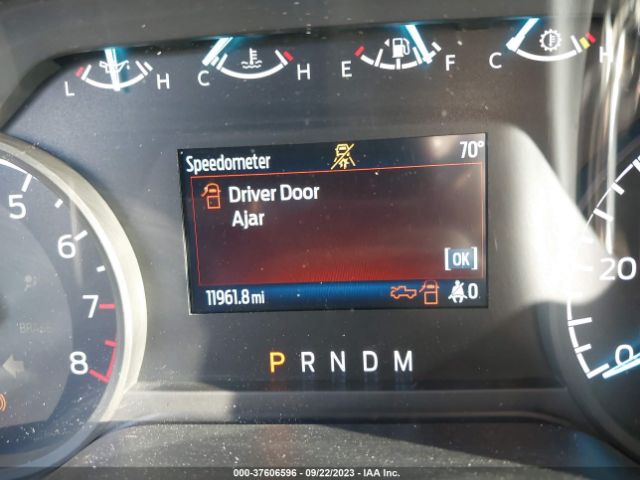 L H C H E F C H
Speedometer 70°
Driver Door
Ajar
[OK]
11961.8 mi 0
5
6
7
8
20
0
P R N D M
000-37606596 - 09/22/2023 - IAA Inc.